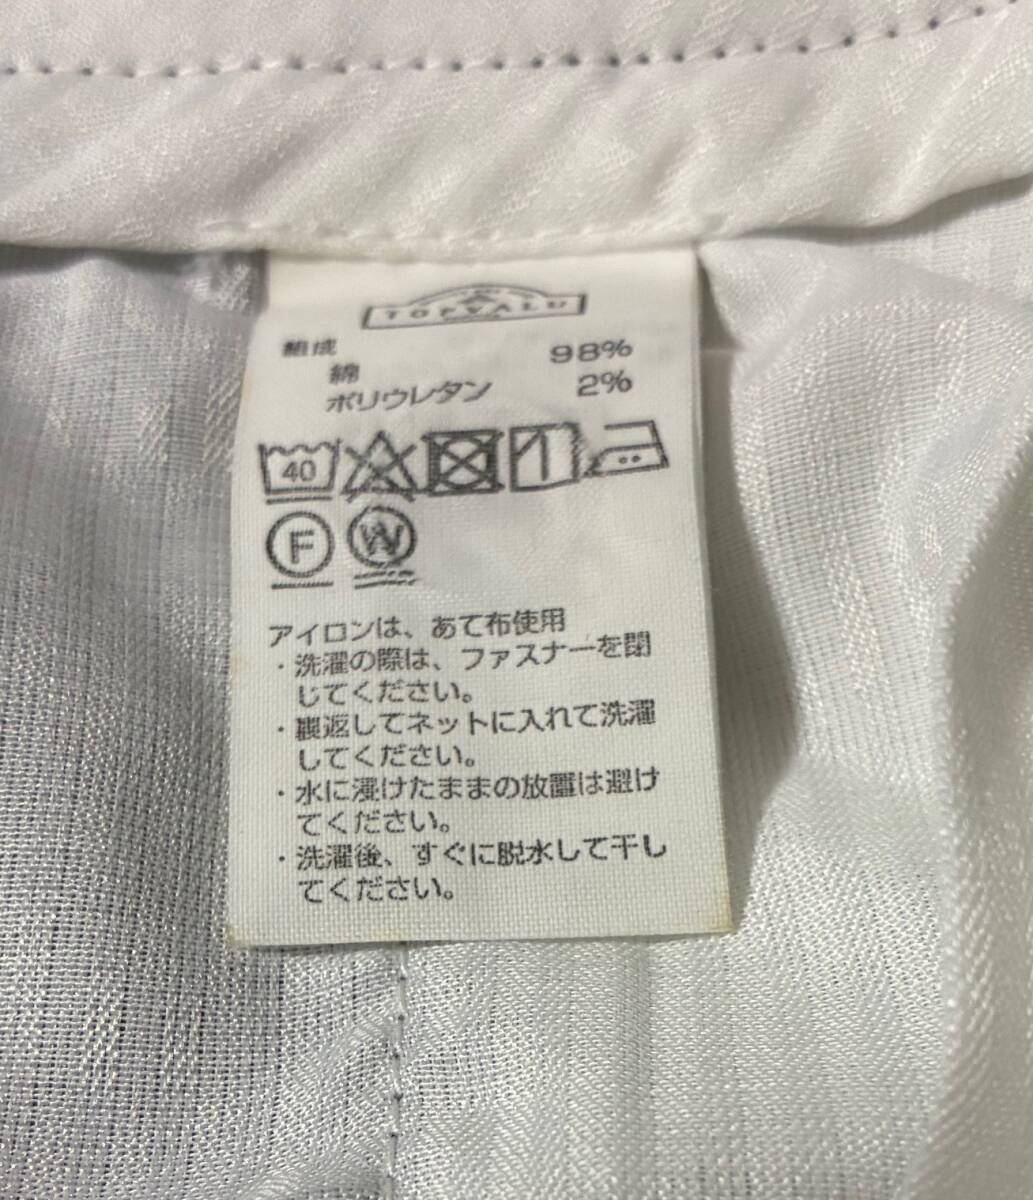 TOPVALU
組成
綿 98%
ポリウレタン 2%
40
F W
アイロンは、あて布使用
・洗濯の際は、ファスナーを閉
じてください。
・裏返してネットに入れて洗濯
してください。
・水に浸けたままの放置は避け
てください。
・洗濯後、すぐに脱水して干し
てください。